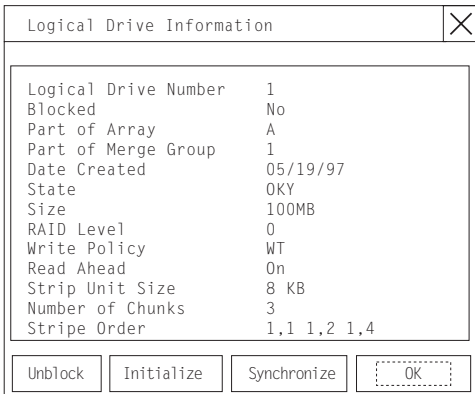 Logical Drive Information
Logical Drive Number 1
Blocked No
Part of Array A
Part of Merge Group 1
Date Created 05/19/97
State OKY
Size 100MB
RAID Level 0
Write Policy WT
Read Ahead On
Strip Unit Size 8 KB
Number of Chunks 3
Stripe Order 1,1 1,2 1,4
Unblock Initialize Synchronize OK